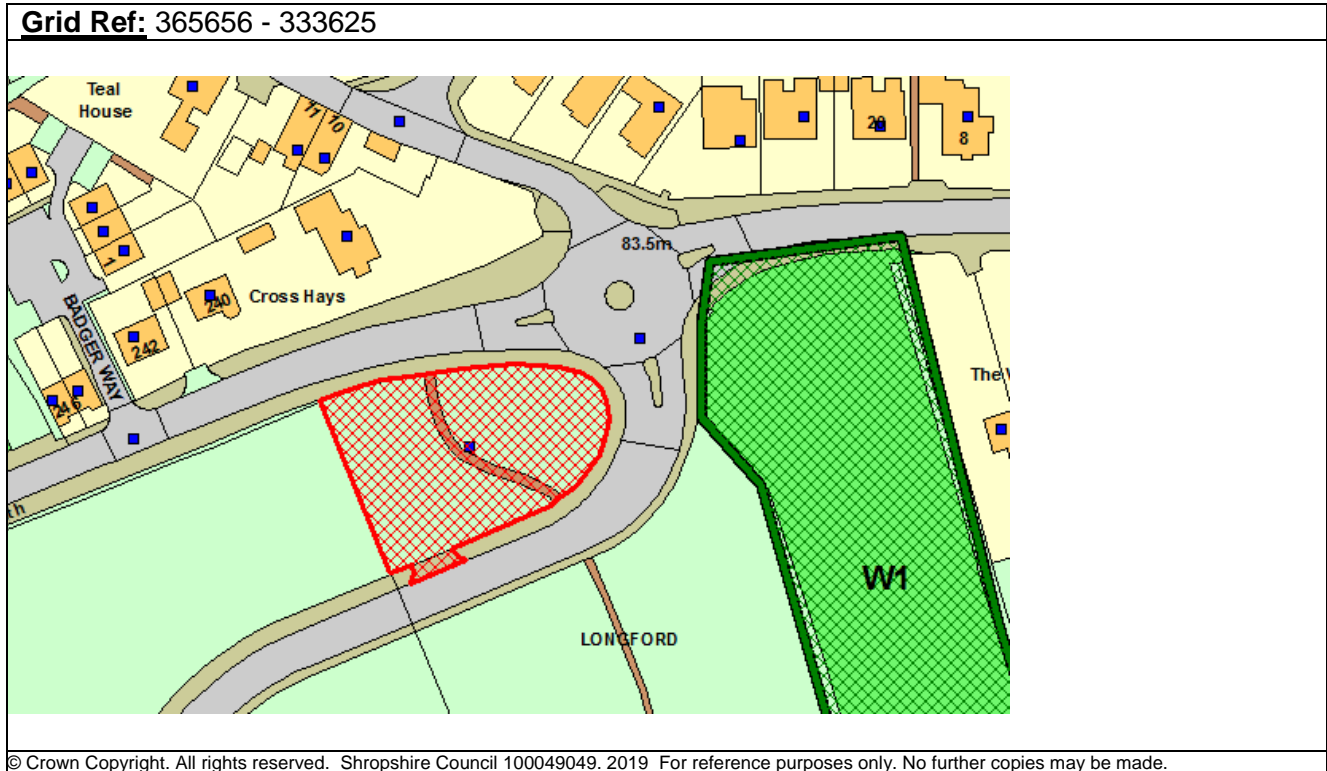 Grid Ref: 365656 - 333625
Teal
House
11
10
8
83.5m
1
Cross Hays
240
BADGER WAY
242
The
W1
LONGFORD
© Crown Copyright. All rights reserved. Shropshire Council 100049049. 2019 For reference purposes only. No further copies may be made.